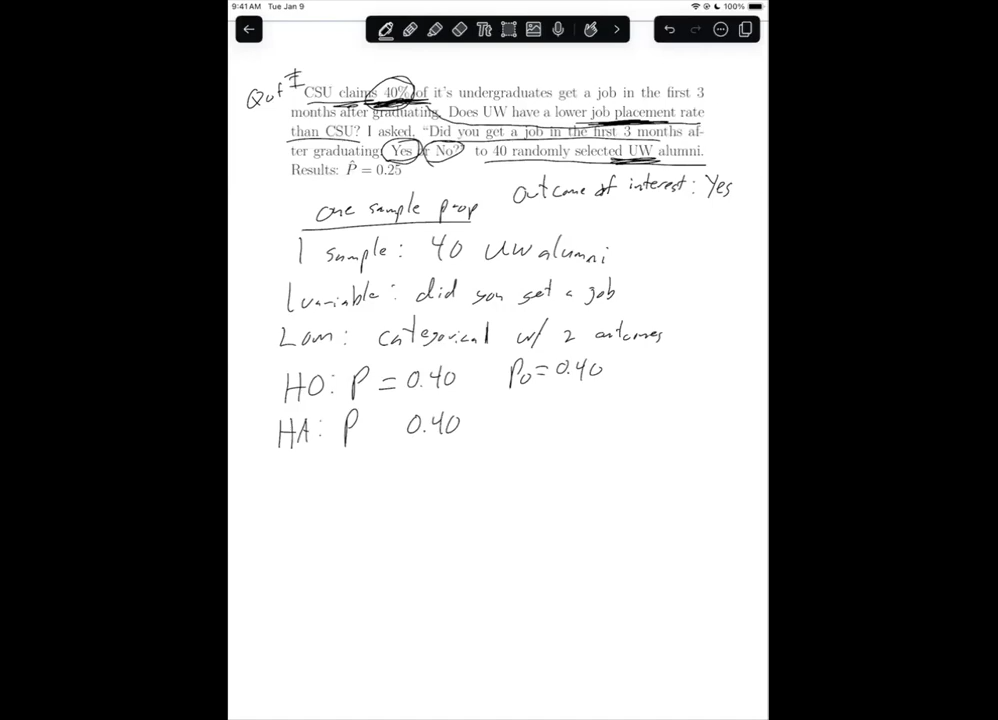 9:41 AM Tue Jan 9
100%
Tt
Q of I
CSU claims 40% of it's undergraduates get a job in the first 3
months after graduating. Does UW have a lower job placement rate
than CSU? I asked, "Did you get a job in the first 3 months af-
ter graduating Yes or No?" to 40 randomly selected UW alumni.
Results: P̂ = 0.25
outcome of interest: Yes
one sample prop
1 sample: 40 UW alumni
1 variable: did you get a job
LOM: categorical w/ 2 outcomes
HO: P = 0.40 P0 = 0.40
HA: P 0.40